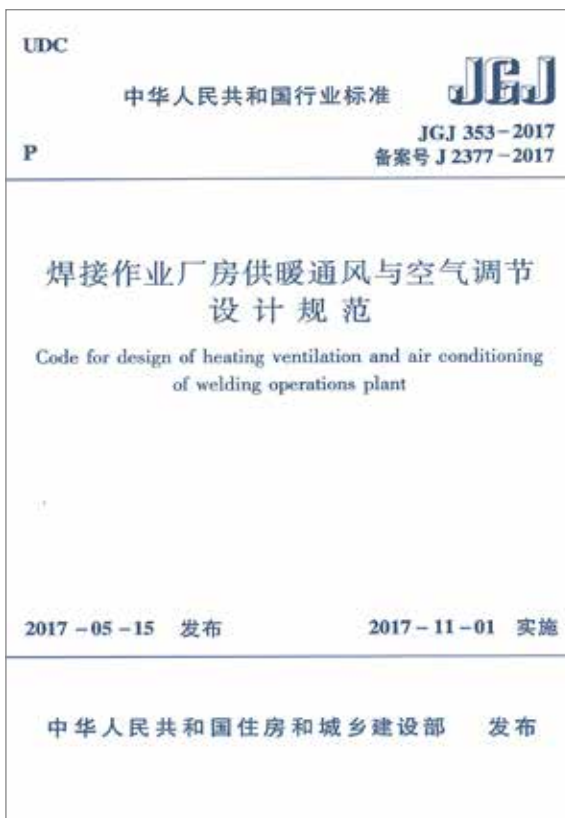 UDC
JGJ
中华人民共和国行业标准
JGJ 353-2017
P
备案号 J 2377-2017
焊接作业厂房供暖通风与空气调节
设计规范
Code for design of heating ventilation and air conditioning
of welding operations plant
2017-05-15 发布
2017-11-01 实施
中华人民共和国住房和城乡建设部 发布